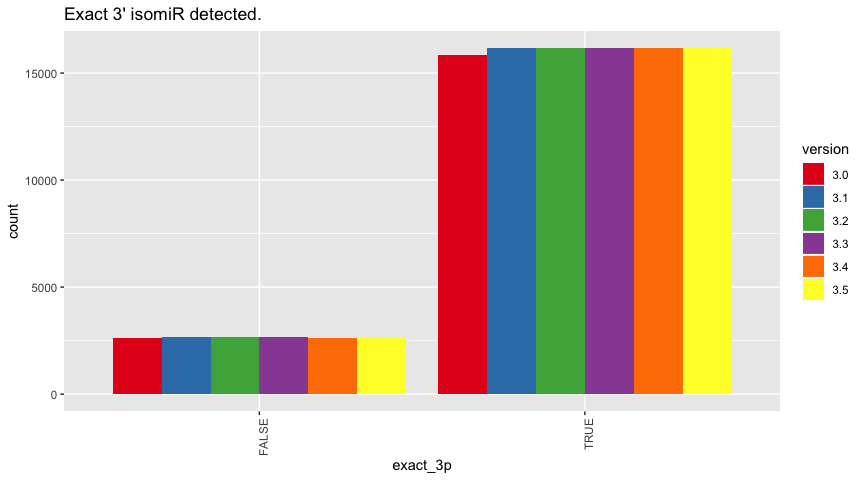 Exact 3' isomiR detected.
count
15000
10000
5000
0
FALSE
TRUE
exact_3p
version
3.0
3.1
3.2
3.3
3.4
3.5